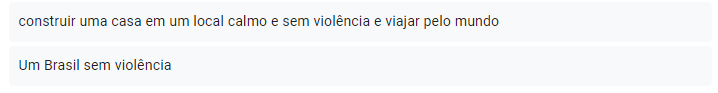 construir uma casa em um local calmo e sem violência e viajar pelo mundo
Um Brasil sem violência